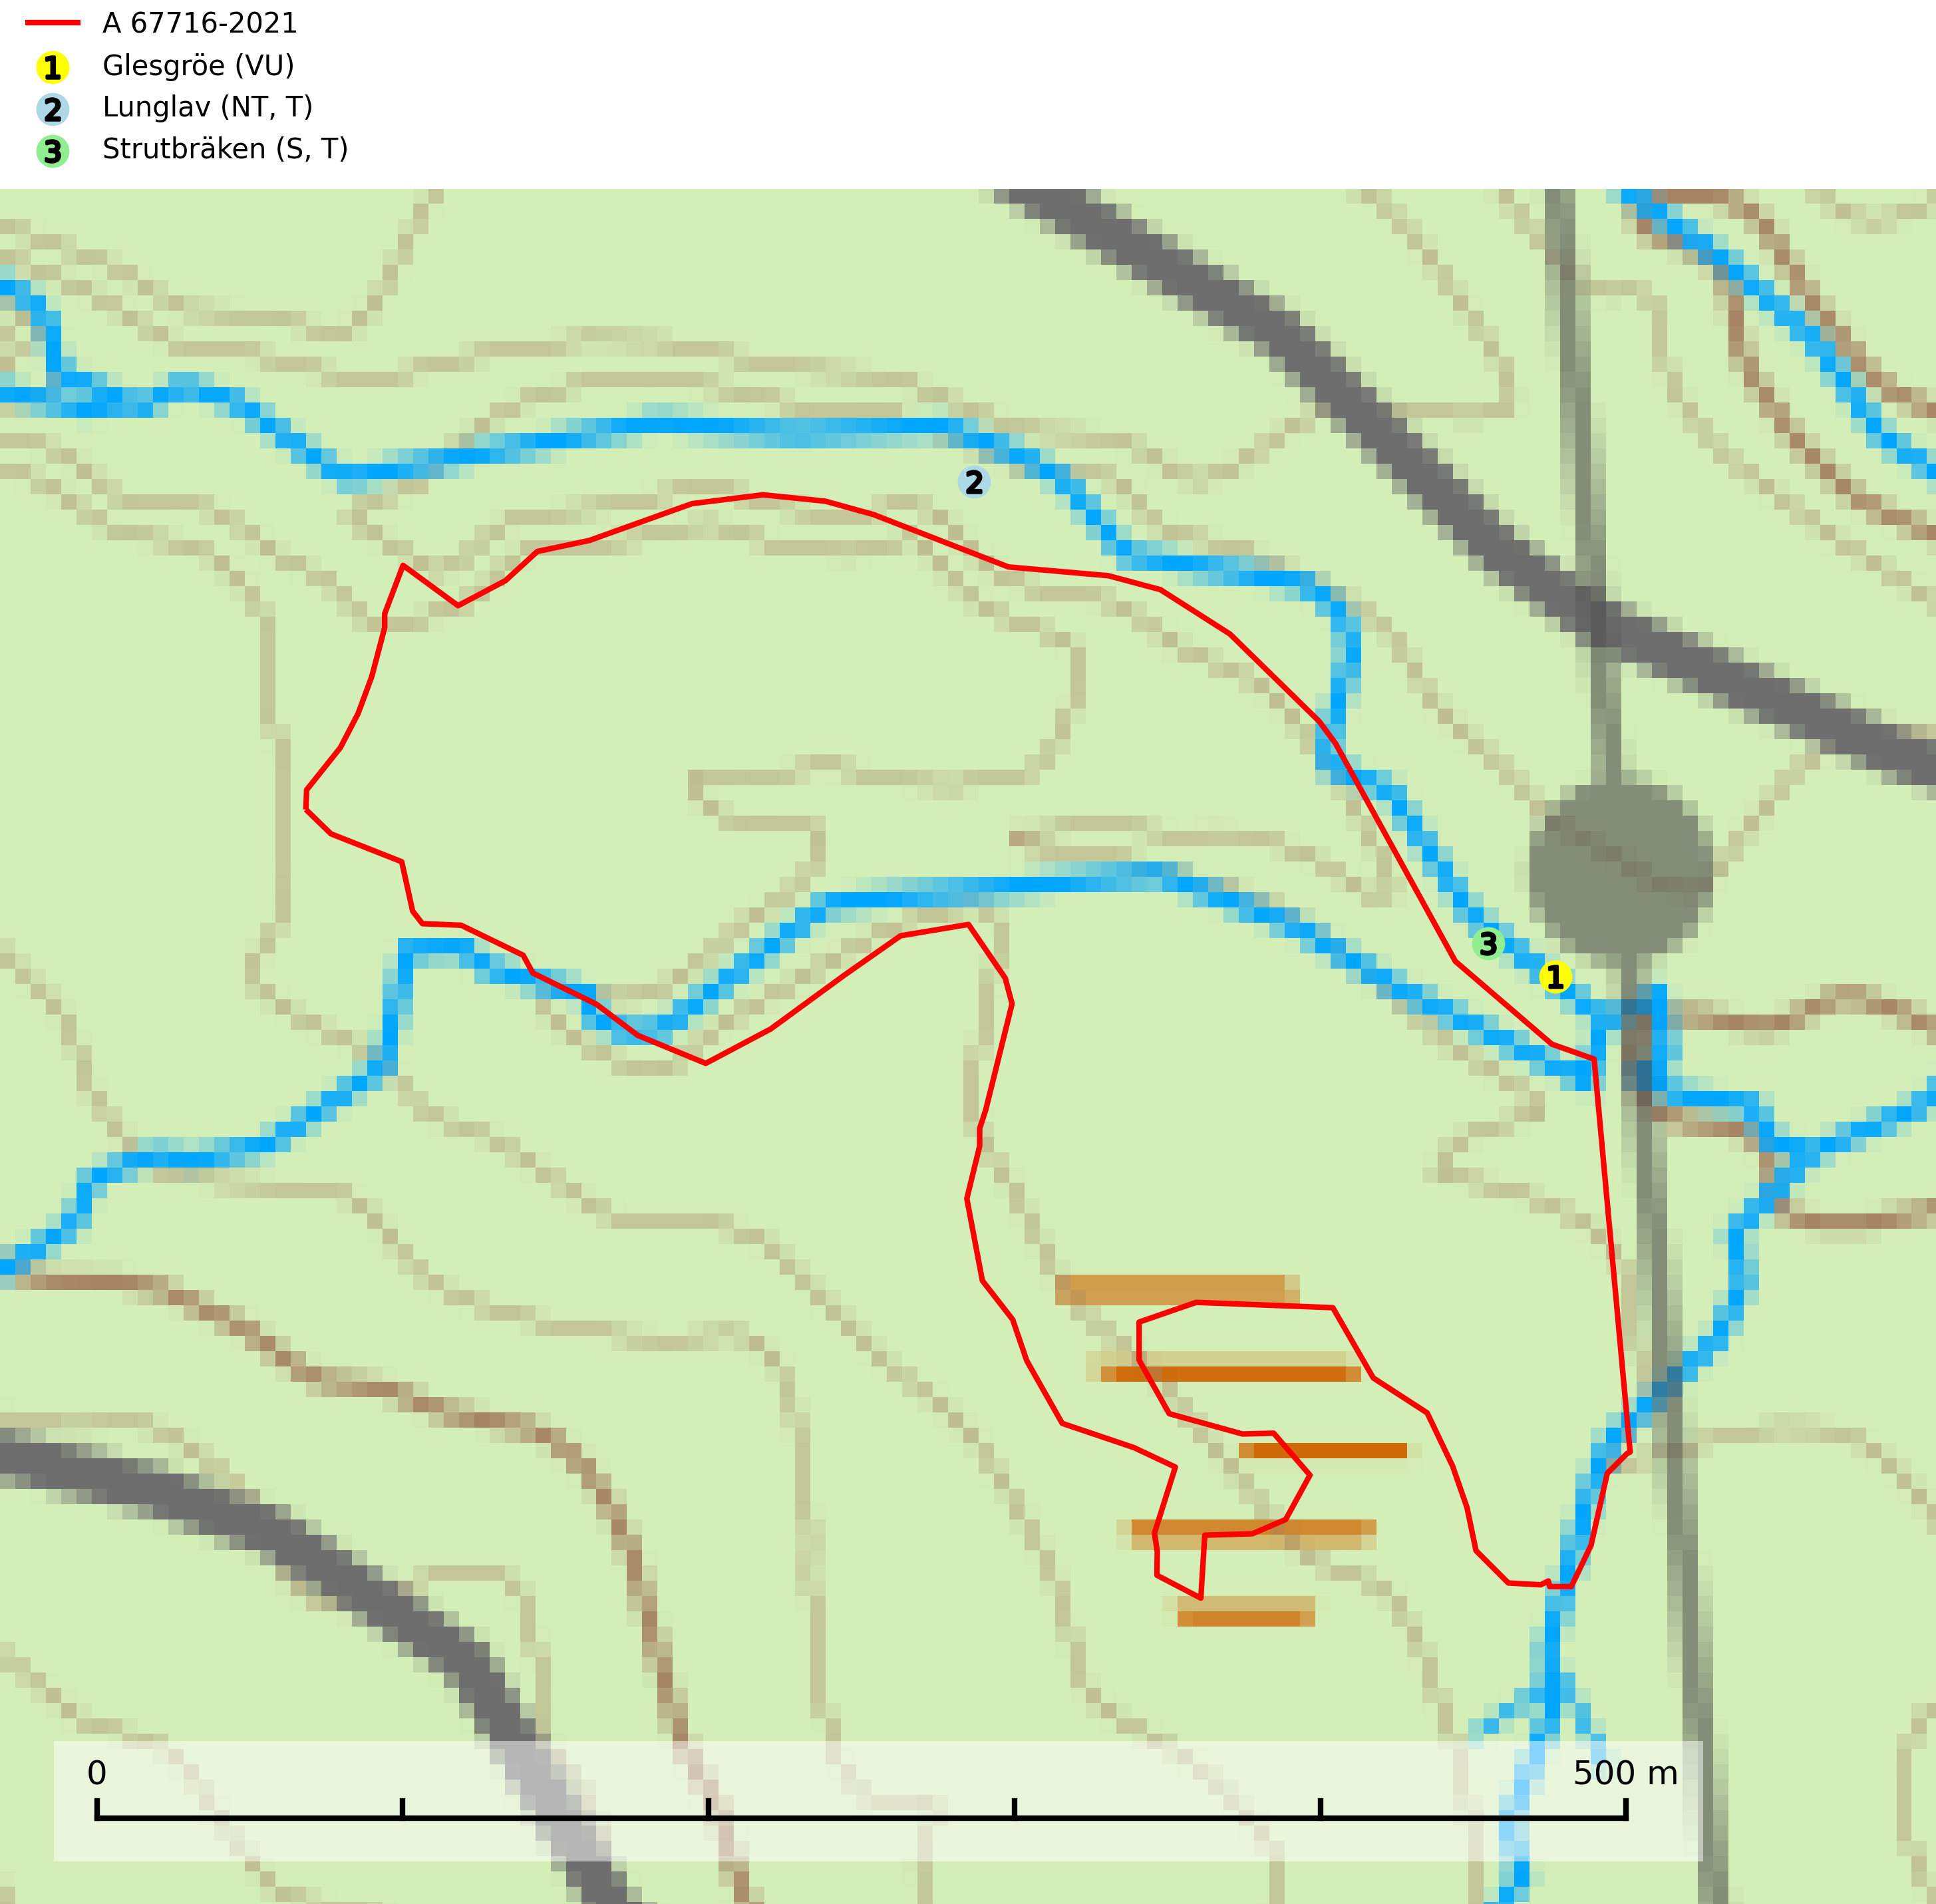 A 67716-2021
1 Glesgröe (VU)
2 Lunglav (NT, T)
3 Strutbräken (S, T)
2
3
1
0 500 m